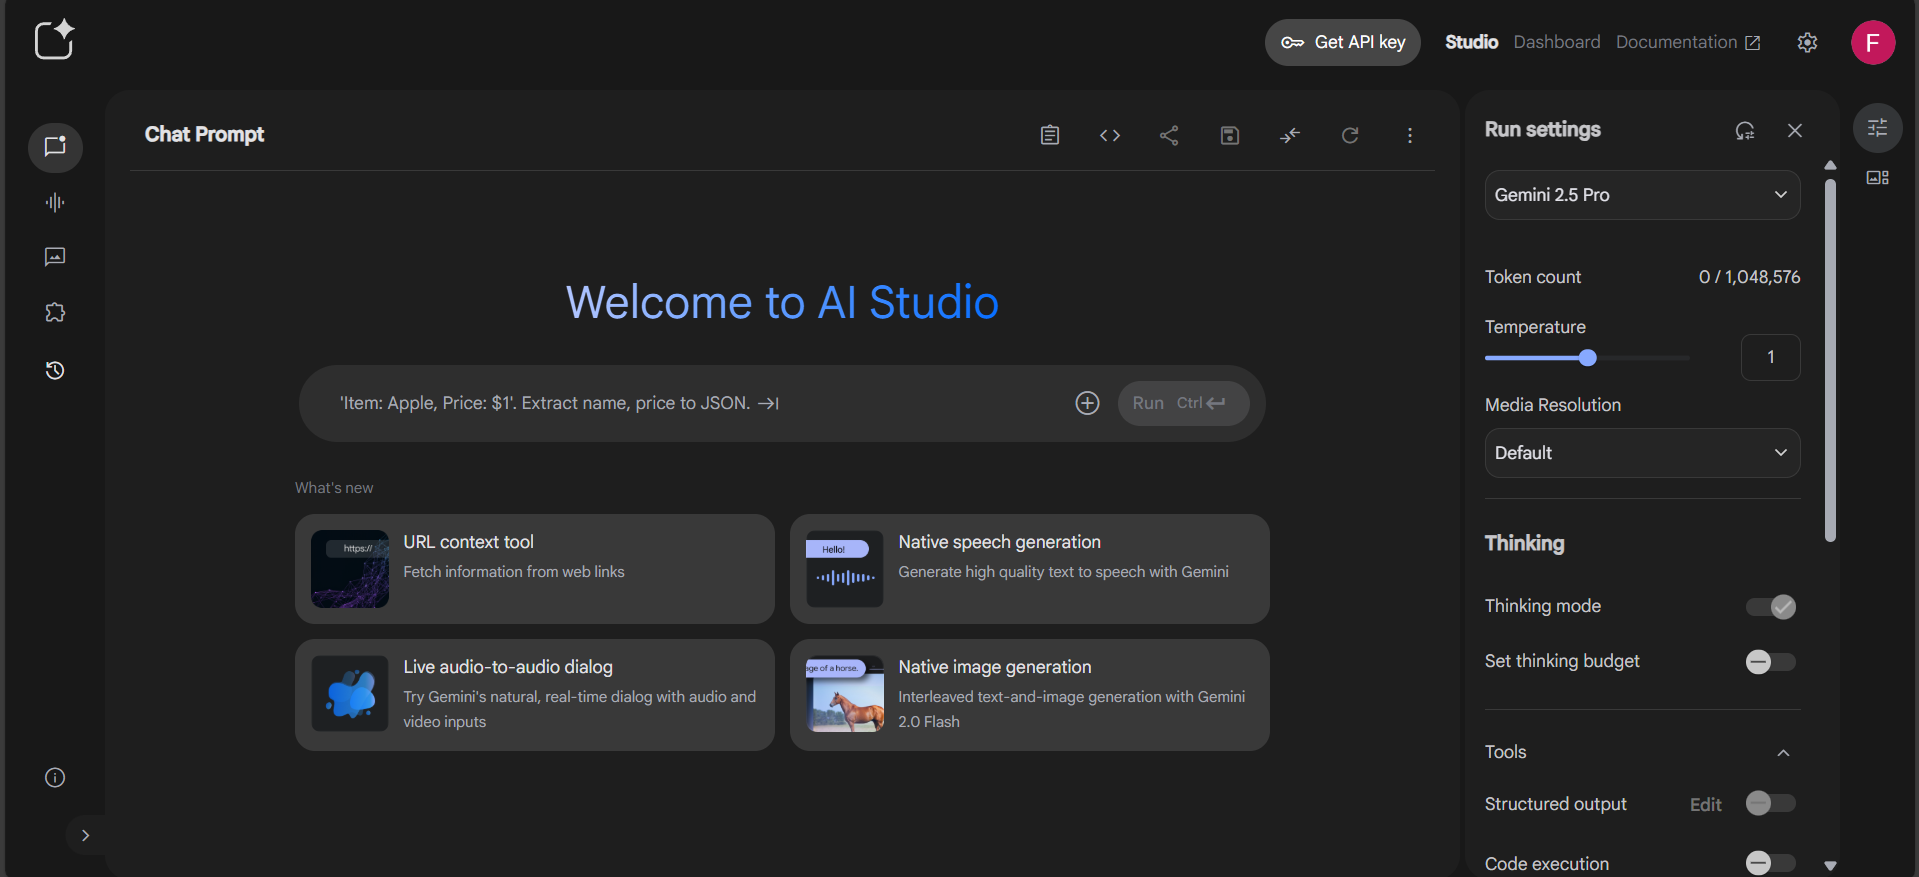 Get API key
Studio
Dashboard
Documentation
F
Chat Prompt
Welcome to AI Studio
'Item: Apple, Price: $1'. Extract name, price to JSON.
Run Ctrl
What's new
https://
URL context tool
Fetch information from web links
Hello!
Native speech generation
Generate high quality text to speech with Gemini
Live audio-to-audio dialog
Try Gemini's natural, real-time dialog with audio and
video inputs
age of a horse.
Native image generation
Interleaved text-and-image generation with Gemini
2.0 Flash
Run settings
Gemini 2.5 Pro
Token count 0 / 1,048,576
Temperature
1
Media Resolution
Default
Thinking
Thinking mode
Set thinking budget
Tools
Structured output Edit
Code execution